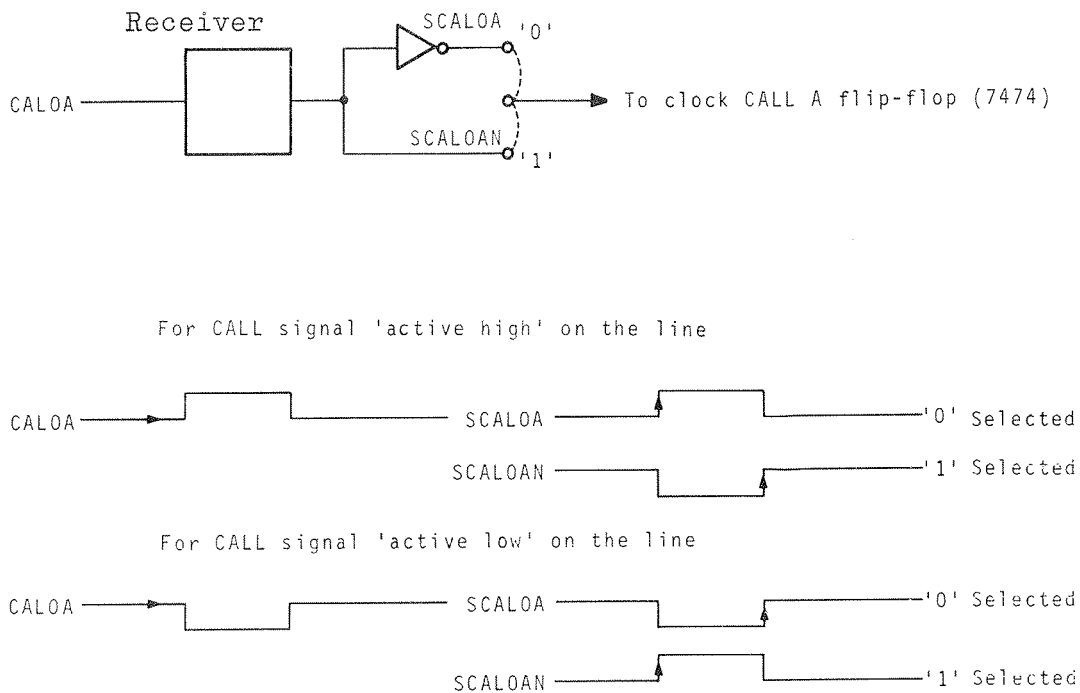 Receiver
SCALOA '0'
CALOA
To clock CALL A flip-flop (7474)
SCALOAN
'1'
For CALL signal 'active high' on the line
CALOA
SCALOA
'0' Selected
SCALOAN
'1' Selected
For CALL signal 'active low' on the line
CALOA
SCALOA
'0' Selected
SCALOAN
'1' Selected